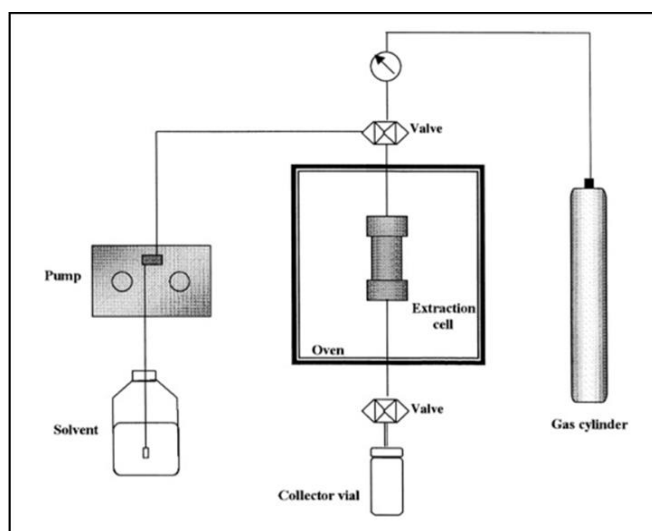 Valve
Pump
Extraction
cell
Oven
Solvent
Valve
Gas cylinder
Collector vial